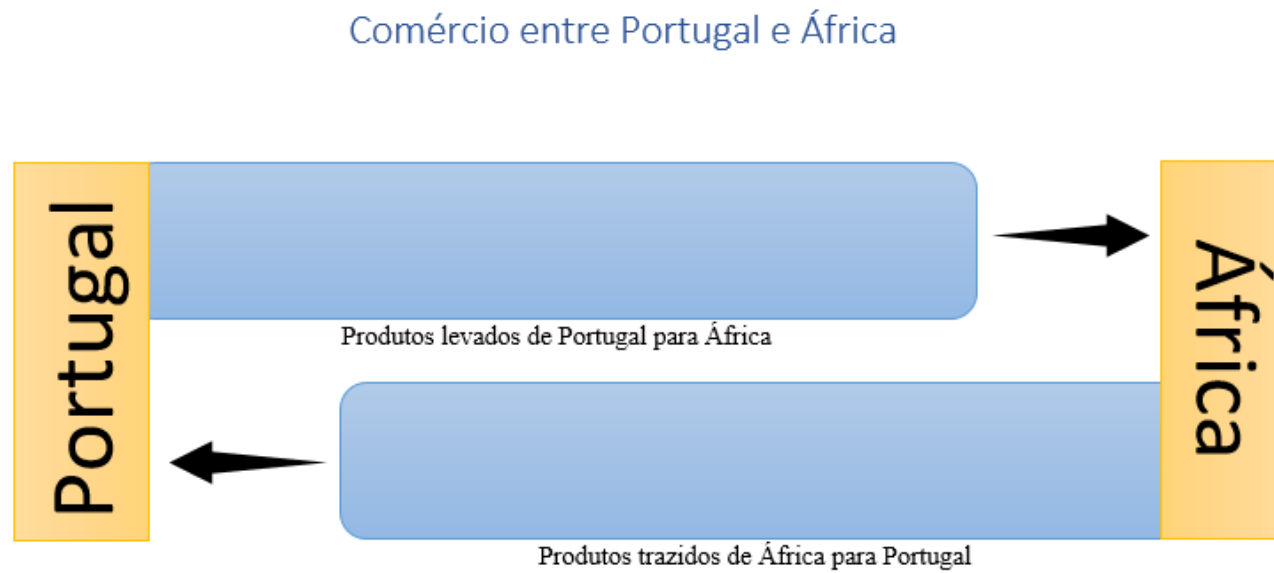 Comércio entre Portugal e África
Portugal
Produtos levados de Portugal para África
África
Produtos trazidos de África para Portugal